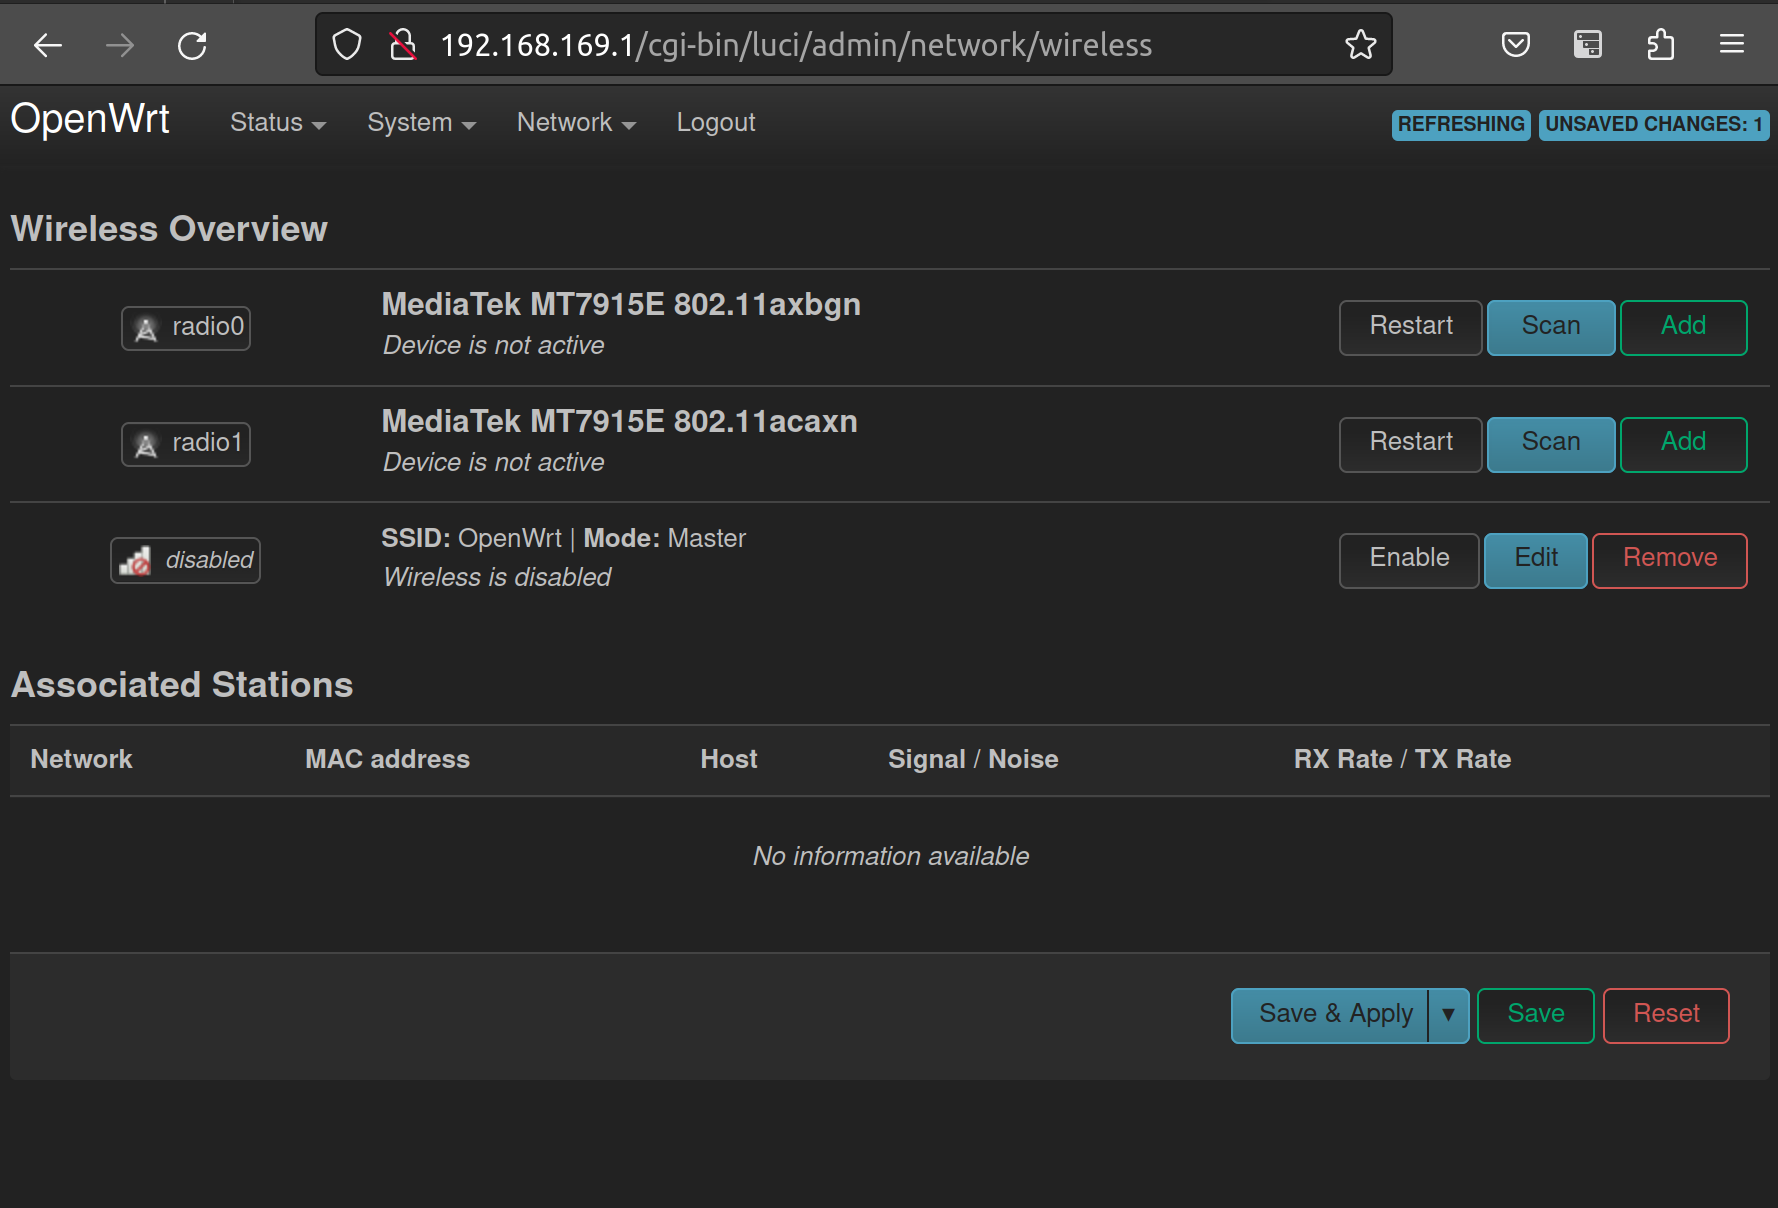 192.168.169.1/cgi-bin/luci/admin/network/wireless
OpenWrt Status System Network Logout REFRESHING UNSAVED CHANGES: 1
Wireless Overview
radio0 MediaTek MT7915E 802.11axbgn Restart Scan Add
Device is not active
radio1 MediaTek MT7915E 802.11acaxn Restart Scan Add
Device is not active
disabled SSID: OpenWrt | Mode: Master Enable Edit Remove
Wireless is disabled
Associated Stations
Network MAC address Host Signal / Noise RX Rate / TX Rate
No information available
Save & Apply ▼ Save Reset